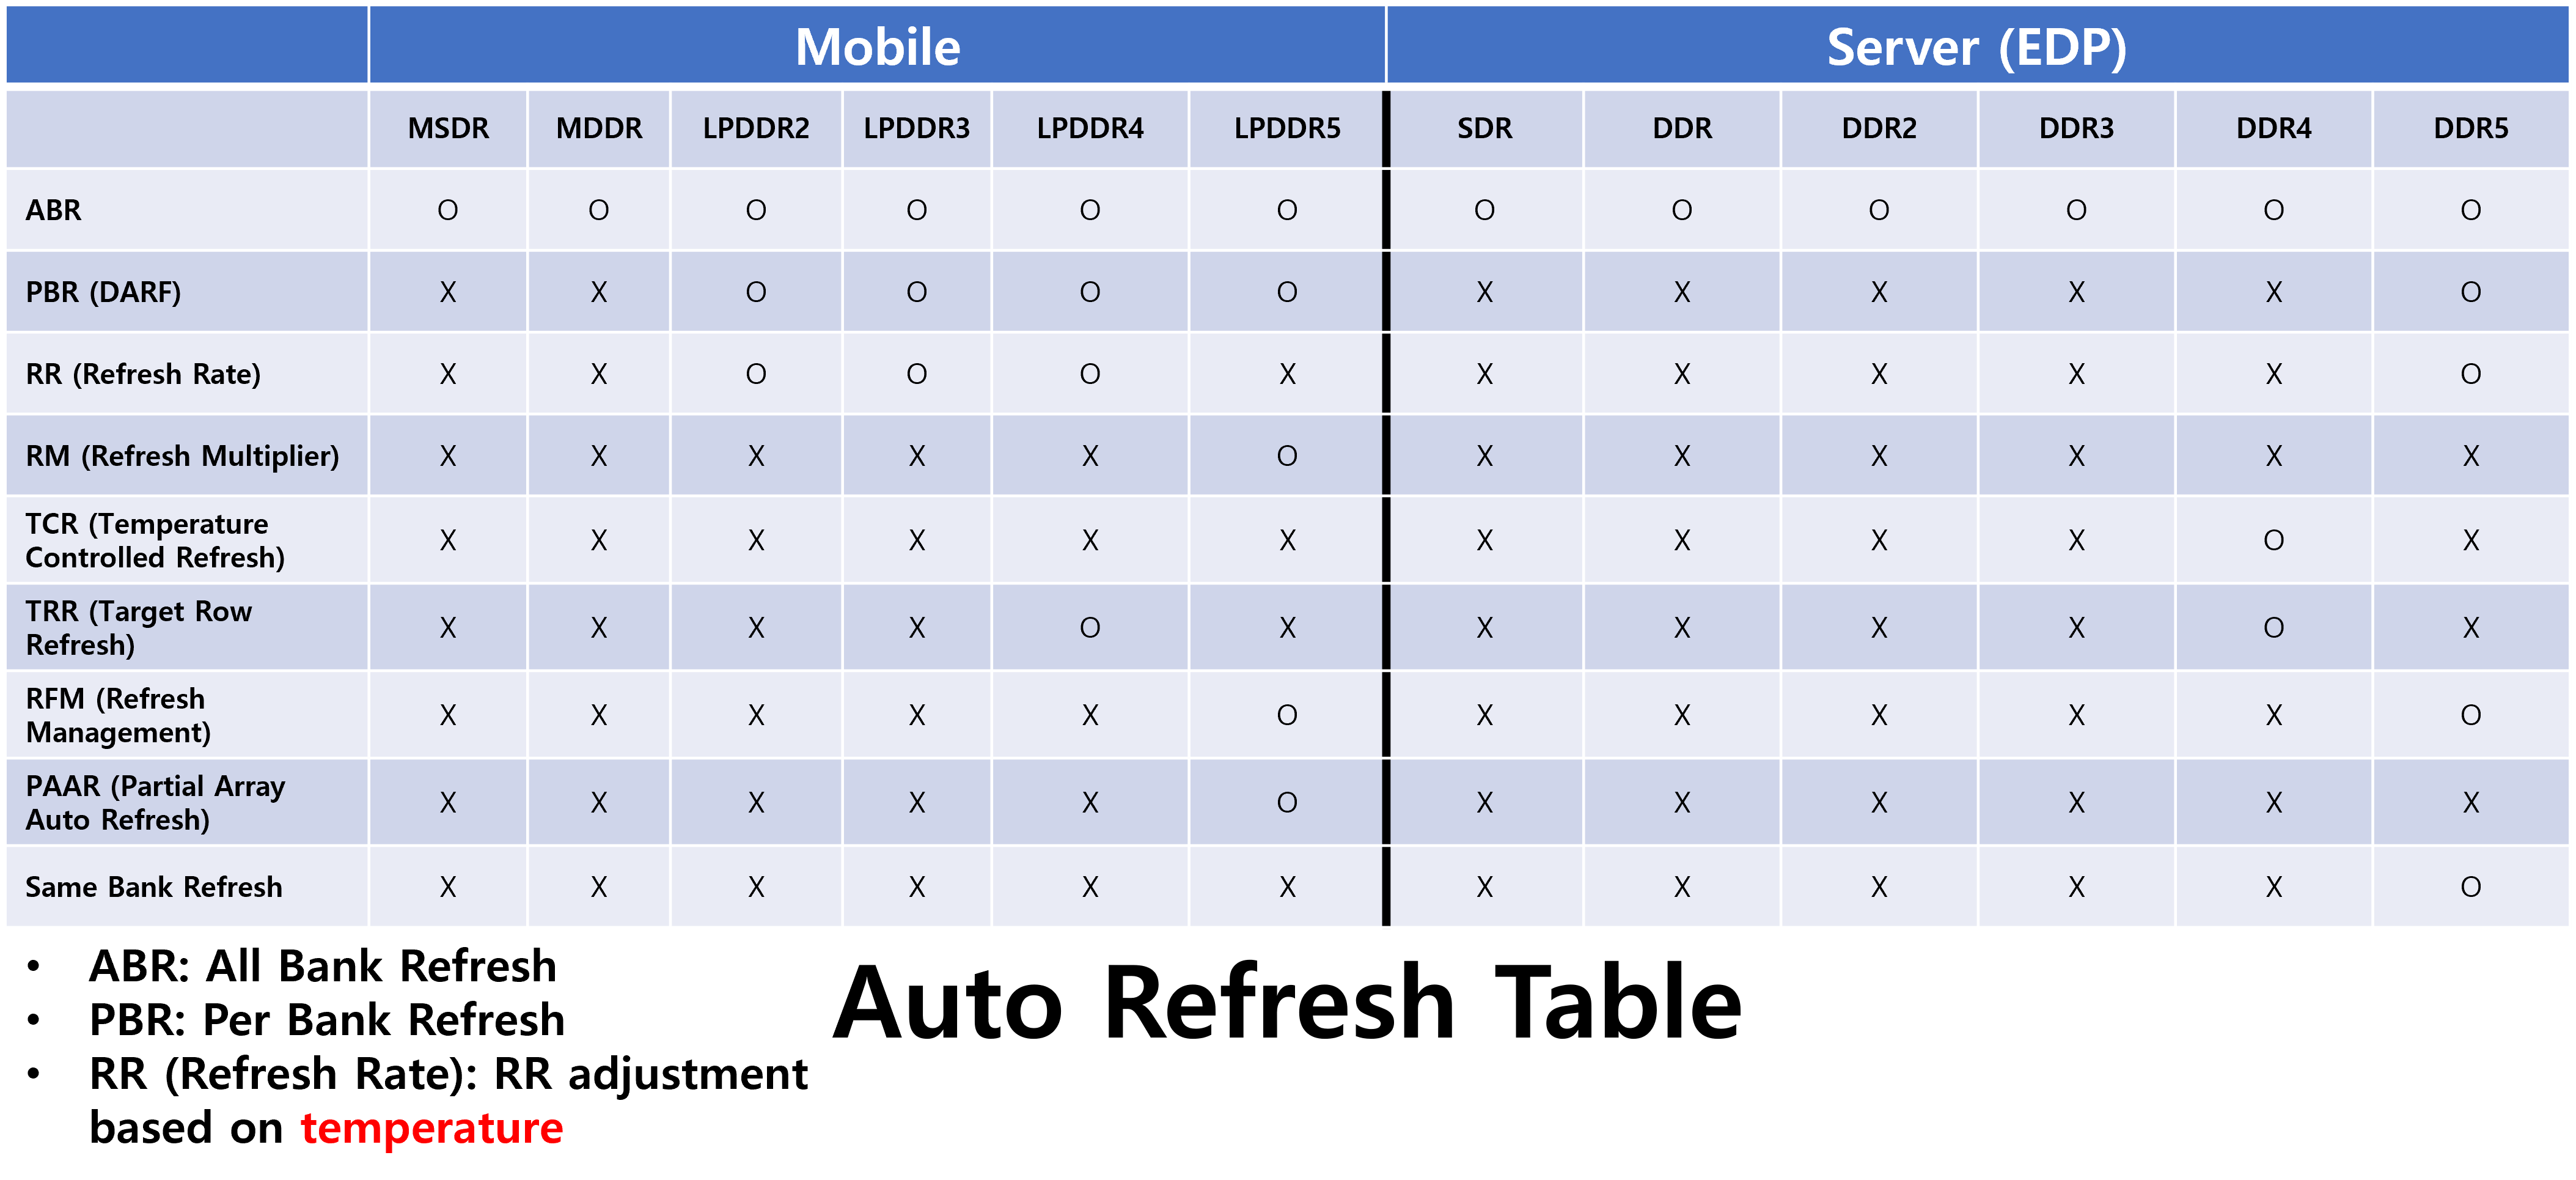 Mobile Server (EDP)
MSDR MDDR LPDDR2 LPDDR3 LPDDR4 LPDDR5 SDR DDR DDR2 DDR3 DDR4 DDR5
ABR O O O O O O O O O O O O
PBR (DARF) X X O O O O X X X X X O
RR (Refresh Rate) X X O O O X X X X X X O
RM (Refresh Multiplier) X X X X X O X X X X X X
TCR (Temperature
Controlled Refresh) X X X X X X X X X X O X
TRR (Target Row
Refresh) X X X X O X X X X X O X
RFM (Refresh
Management) X X X X X O X X X X X O
PAAR (Partial Array
Auto Refresh) X X X X X O X X X X X X
Same Bank Refresh X X X X X X X X X X X O
• ABR: All Bank Refresh
• PBR: Per Bank Refresh
• RR (Refresh Rate): RR adjustment
based on temperature
Auto Refresh Table